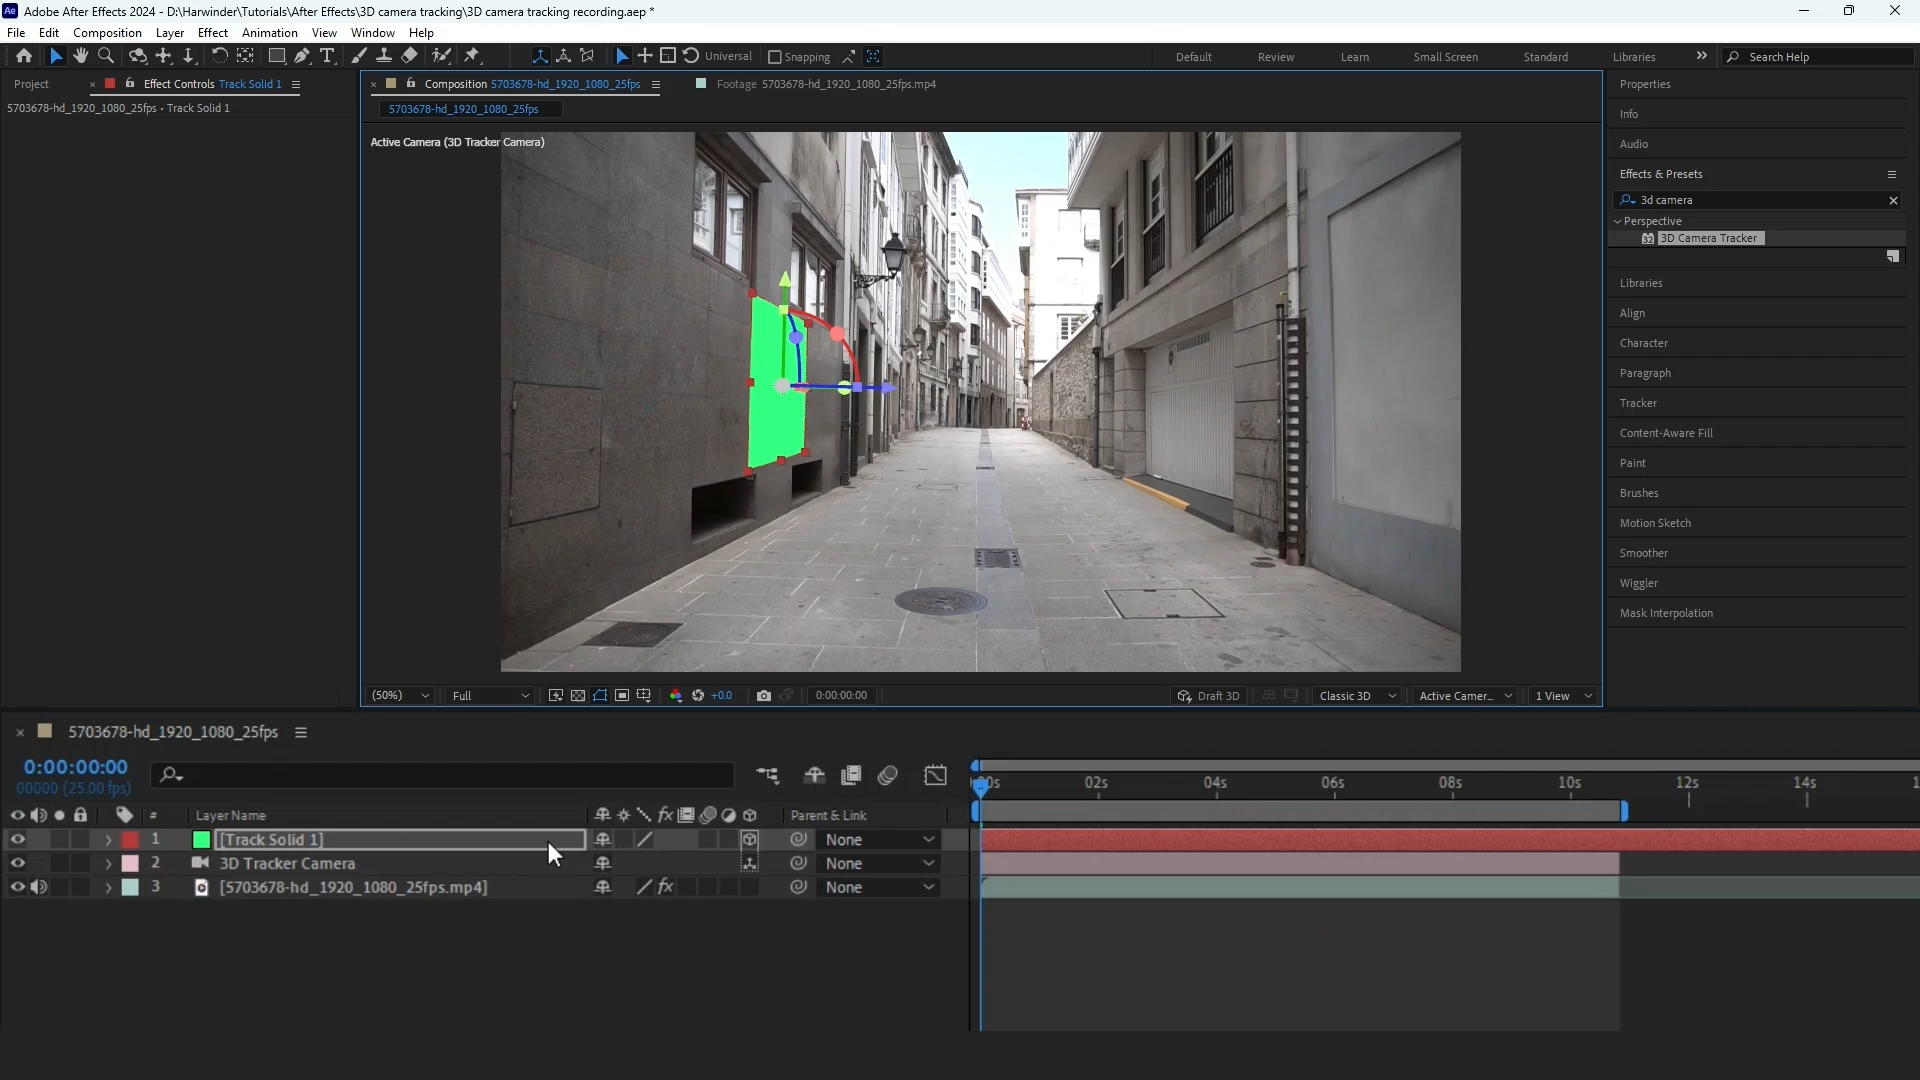 Ae Adobe After Effects 2024 - D:\Harwinder\Tutorials\After Effects\3D camera tracking\3D camera tracking recording.aep *
File Edit Composition Layer Effect Animation View Window Help
Universal Snapping Default Review Learn Small Screen Standard Libraries Search Help
Project Effect Controls Track Solid 1
5703678-hd_1920_1080_25fps • Track Solid 1
Composition 5703678-hd_1920_1080_25fps Footage 5703678-hd_1920_1080_25fps.mp4
5703678-hd_1920_1080_25fps
Active Camera (3D Tracker Camera)
Properties
Info
Audio
Effects & Presets
3d camera
Perspective
32 3D Camera Tracker
Libraries
Align
Character
Paragraph
Tracker
Content-Aware Fill
Paint
Brushes
Motion Sketch
Smoother
Wiggler
Mask Interpolation
(50%) Full +0.0 0:00:00:00 Draft 3D Classic 3D Active Camer... 1 View
5703678-hd_1920_1080_25fps
0:00:00:00
00000 (25.00 fps)
02s 04s 06s 08s 10s 12s 14s
# Layer Name fx Parent & Link
1 [Track Solid 1] None
2 3D Tracker Camera None
3 [5703678-hd_1920_1080_25fps.mp4] fx None